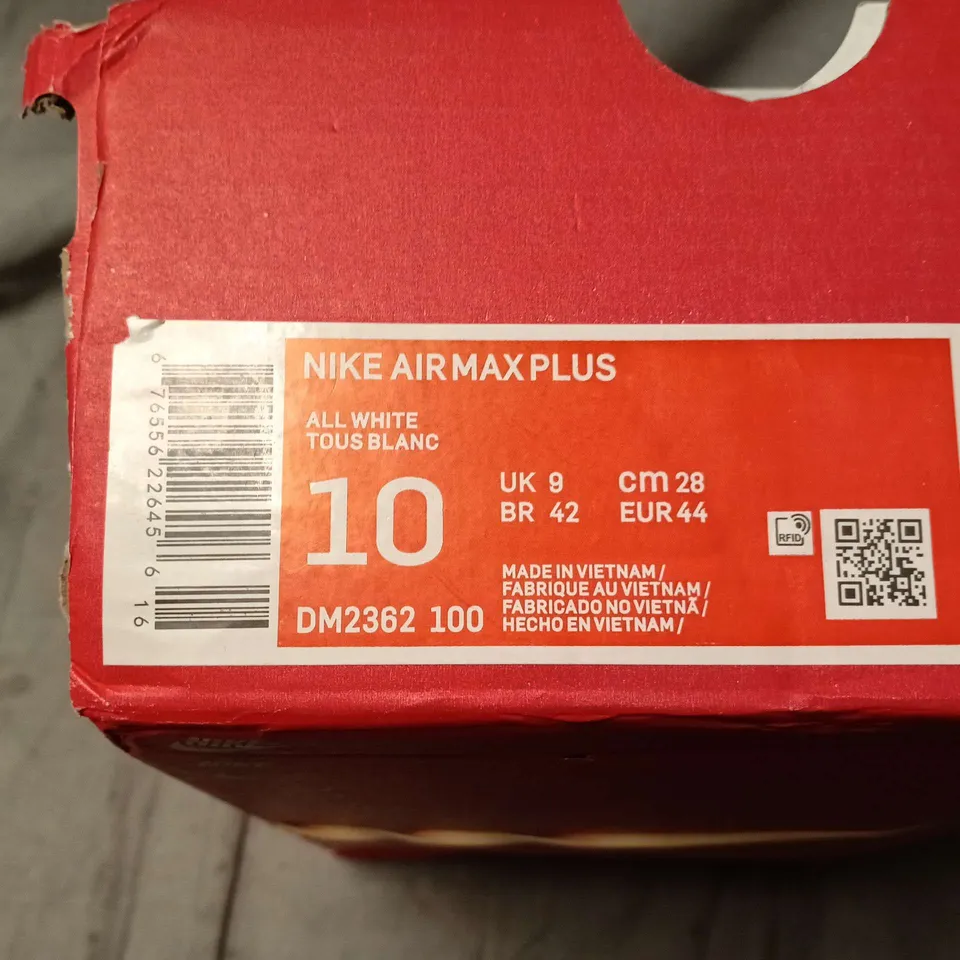 NIKE AIR MAX PLUS
ALL WHITE
TOUS BLANC
10
UK 9 cm 28
BR 42 EUR 44
RFID
MADE IN VIETNAM /
FABRIQUE AU VIETNAM /
FABRICADO NO VIETNÃ /
HECHO EN VIETNAM /
DM2362 100
6 76556 22645 6 16
NIKE